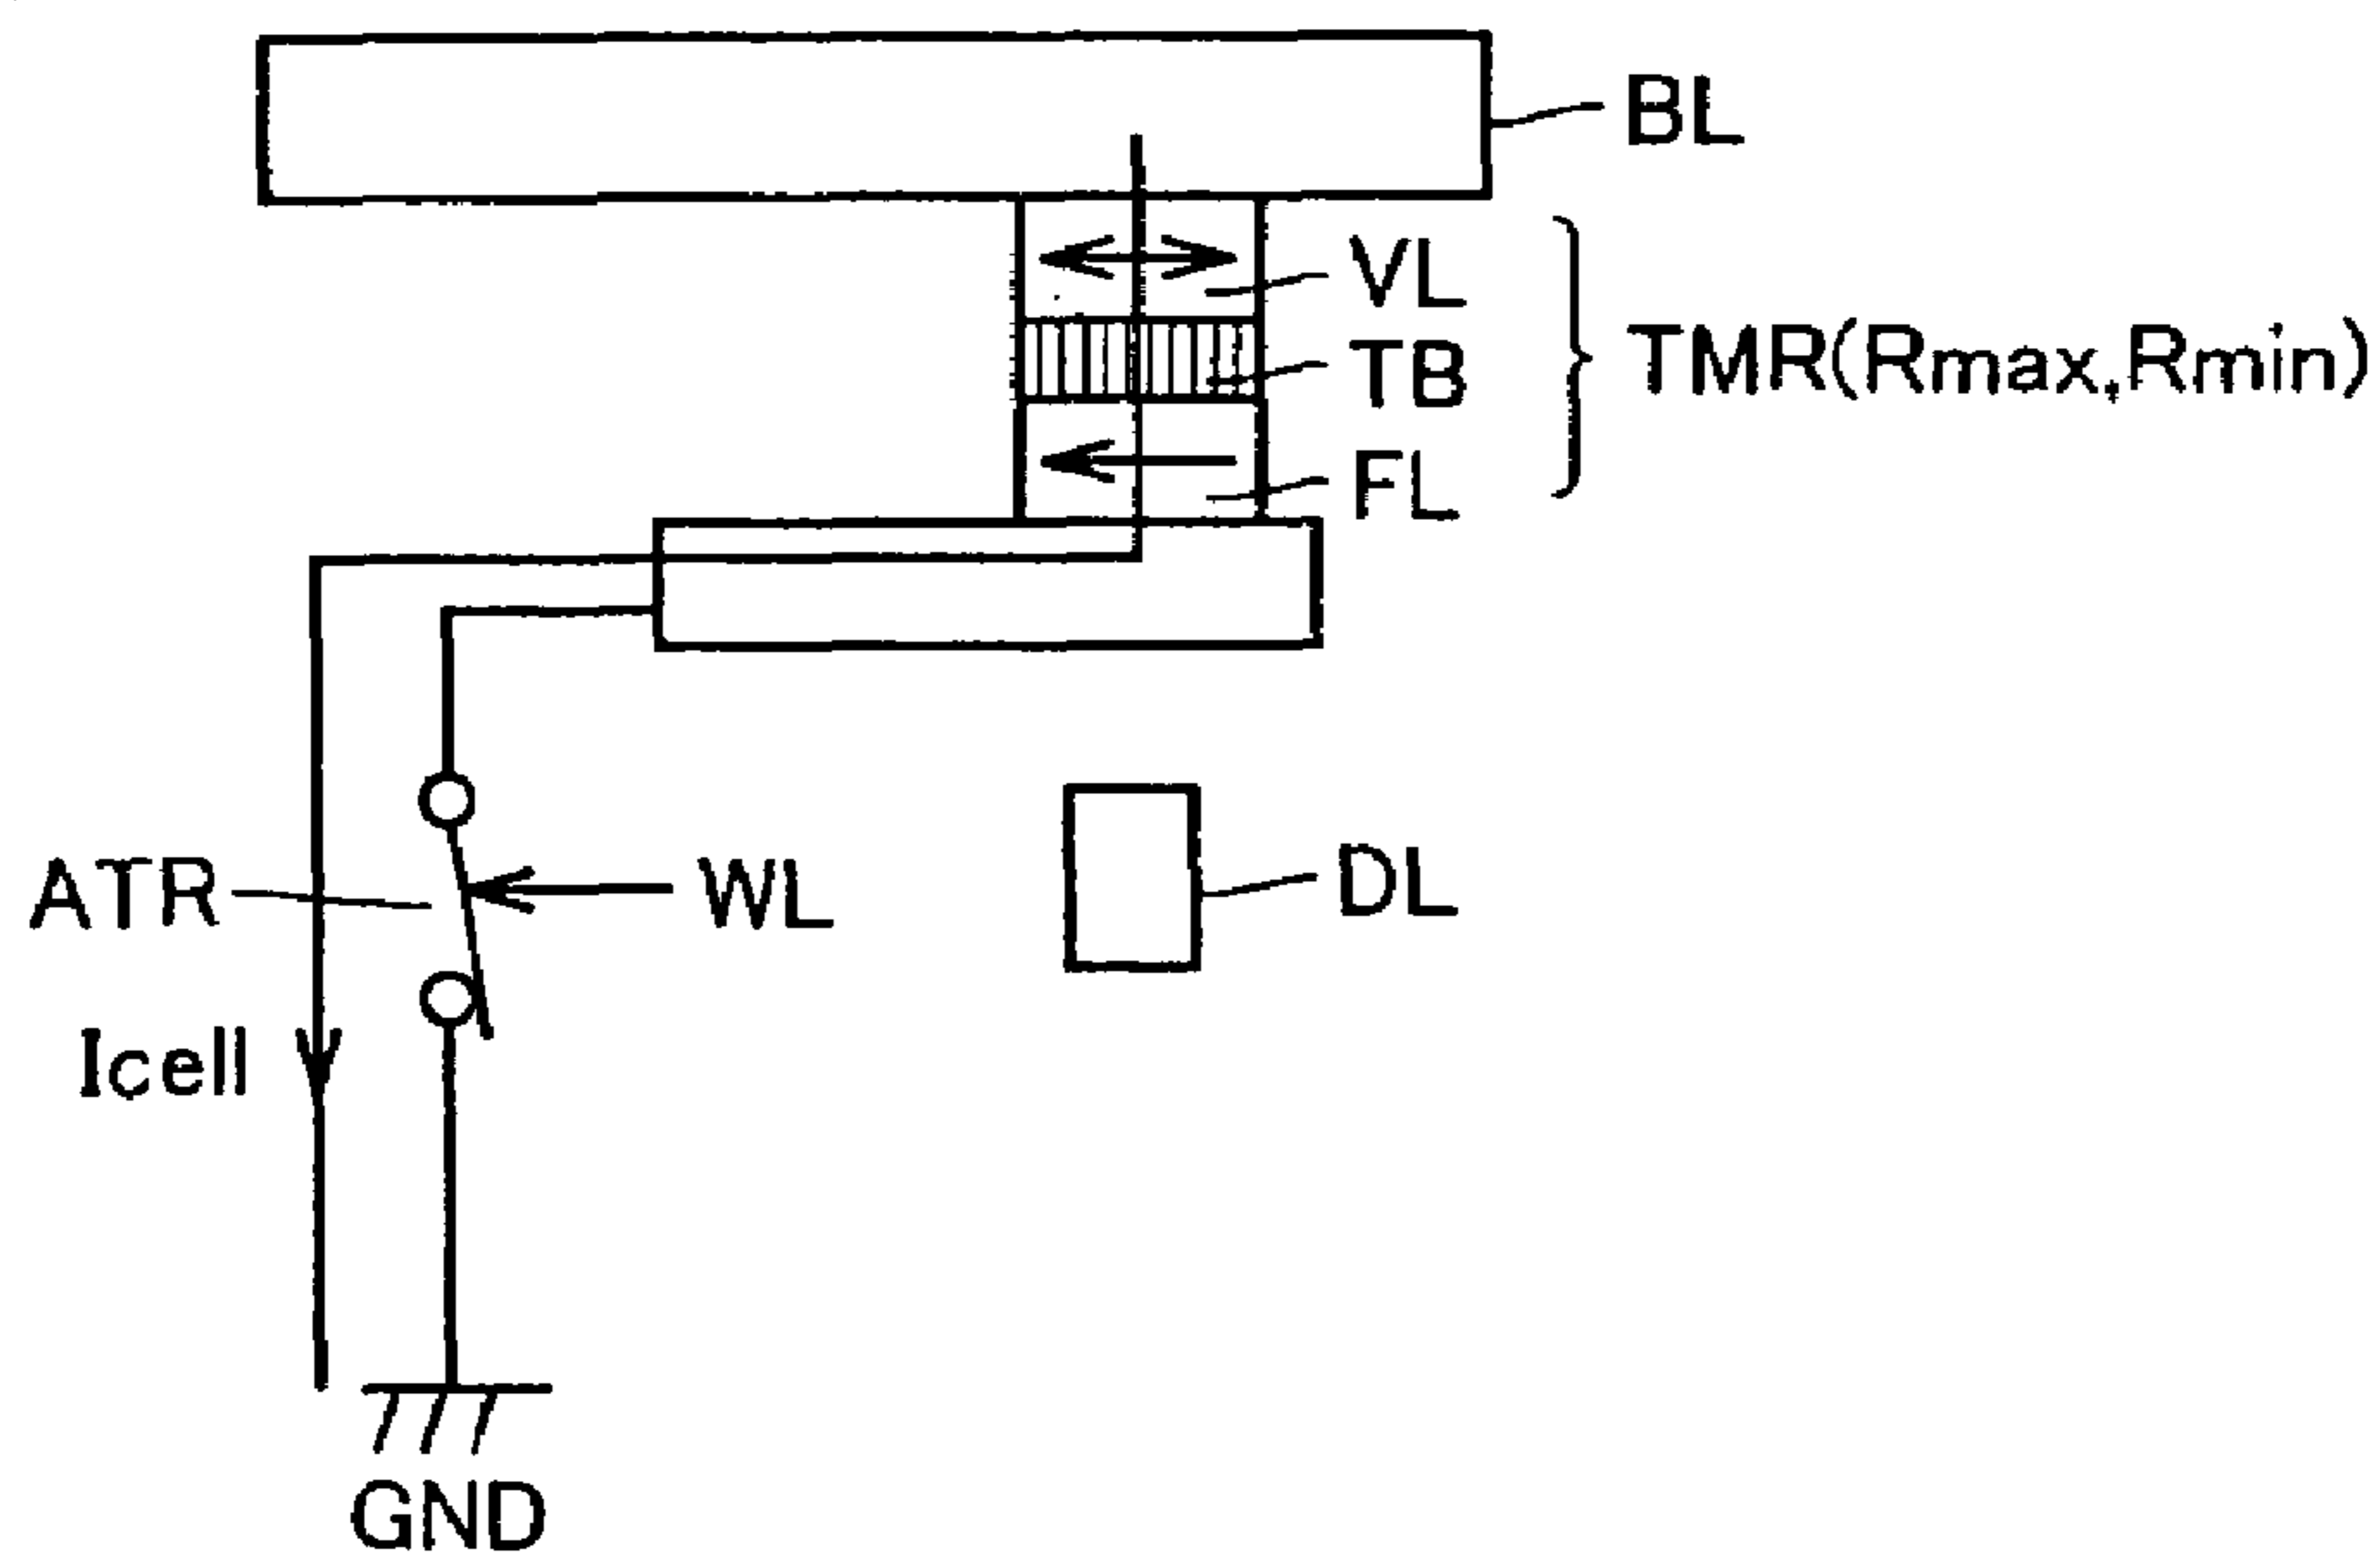 BL
VL
TB
TMR(Rmax,Rmin)
FL
ATR
WL
DL
Icell
GND